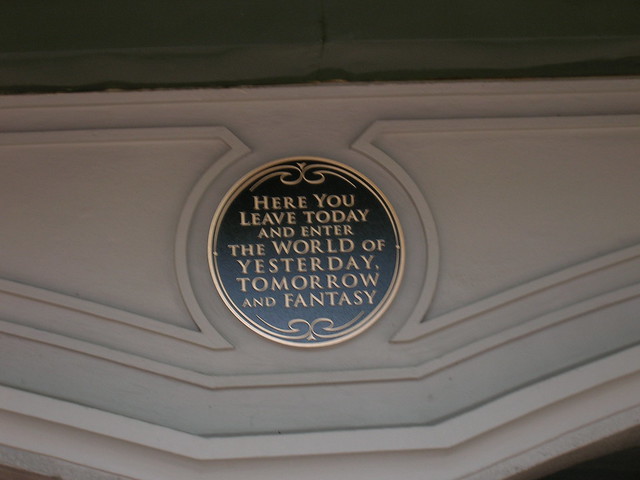 HERE YOU
LEAVE TODAY
AND ENTER
THE WORLD OF
YESTERDAY,
TOMORROW
AND FANTASY